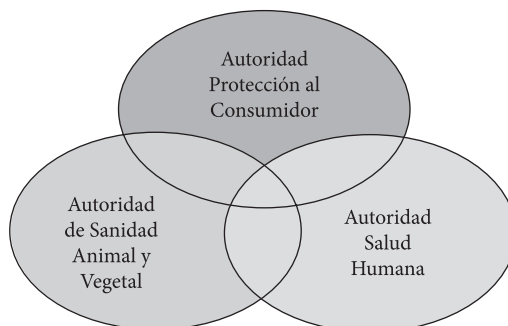 Autoridad
Protección al
Consumidor
Autoridad
de Sanidad
Animal y
Vegetal
Autoridad
Salud
Humana